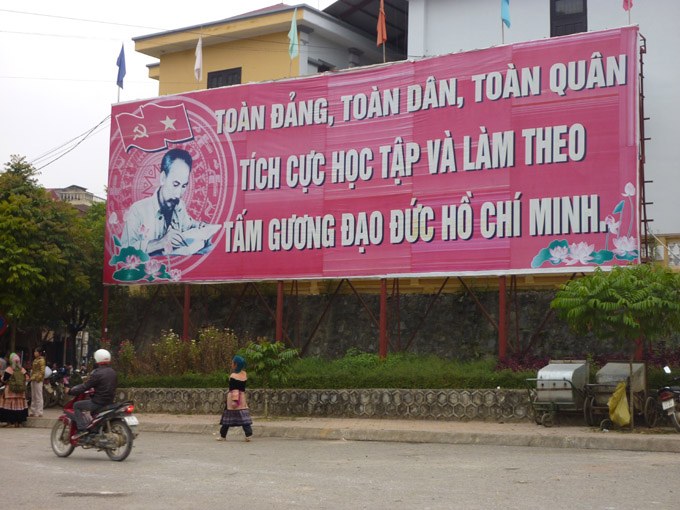 TOÀN ĐẢNG, TOÀN DÂN, TOÀN QUÂN
TÍCH CỰC HỌC TẬP VÀ LÀM THEO
TẤM GƯƠNG ĐẠO ĐỨC HỒ CHÍ MINH.